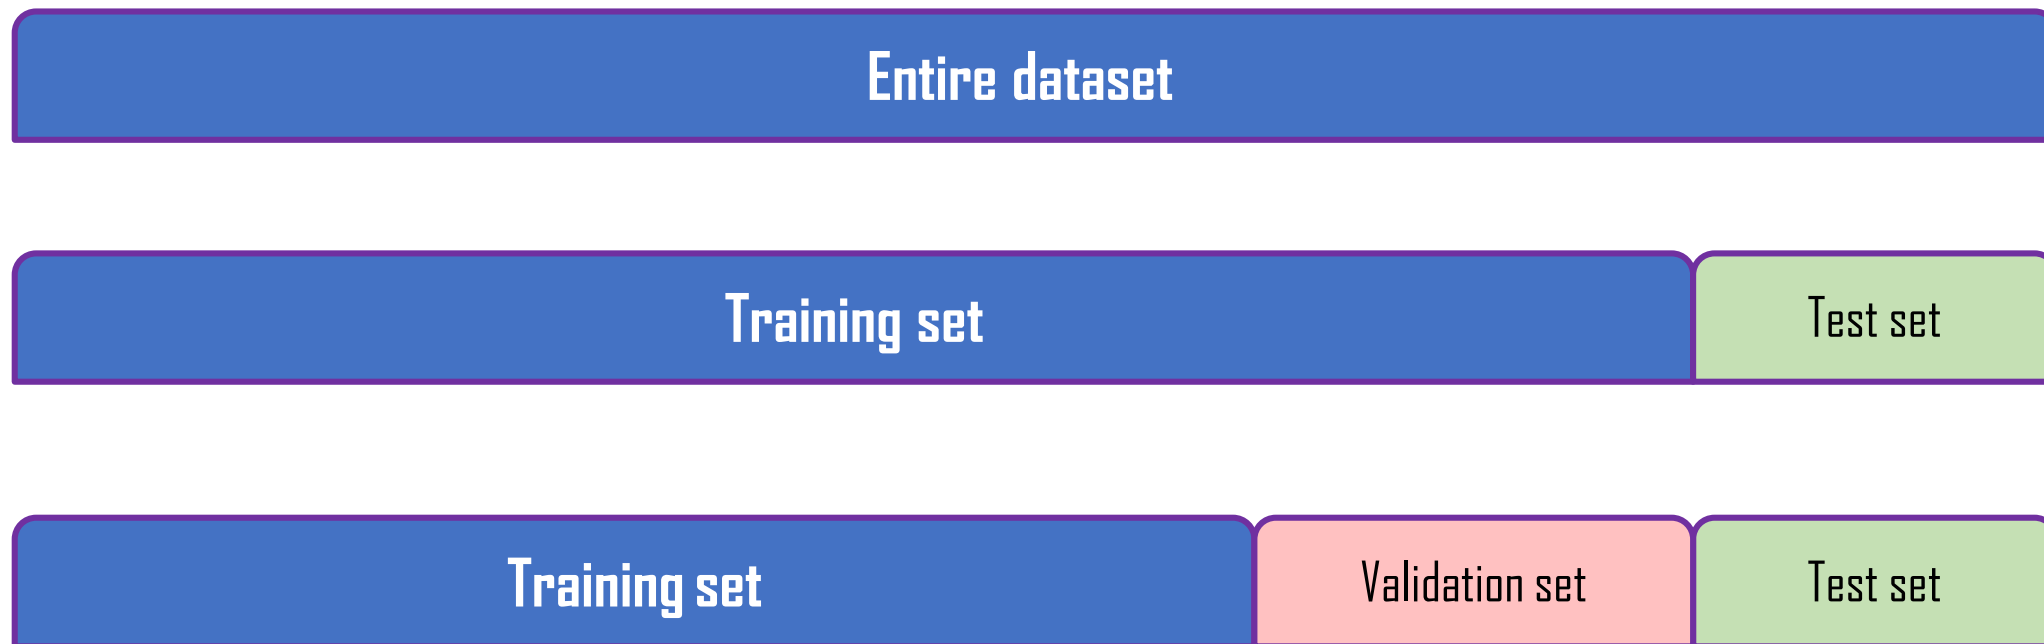 Entire dataset
Training set
Test set
Training set
Validation set
Test set